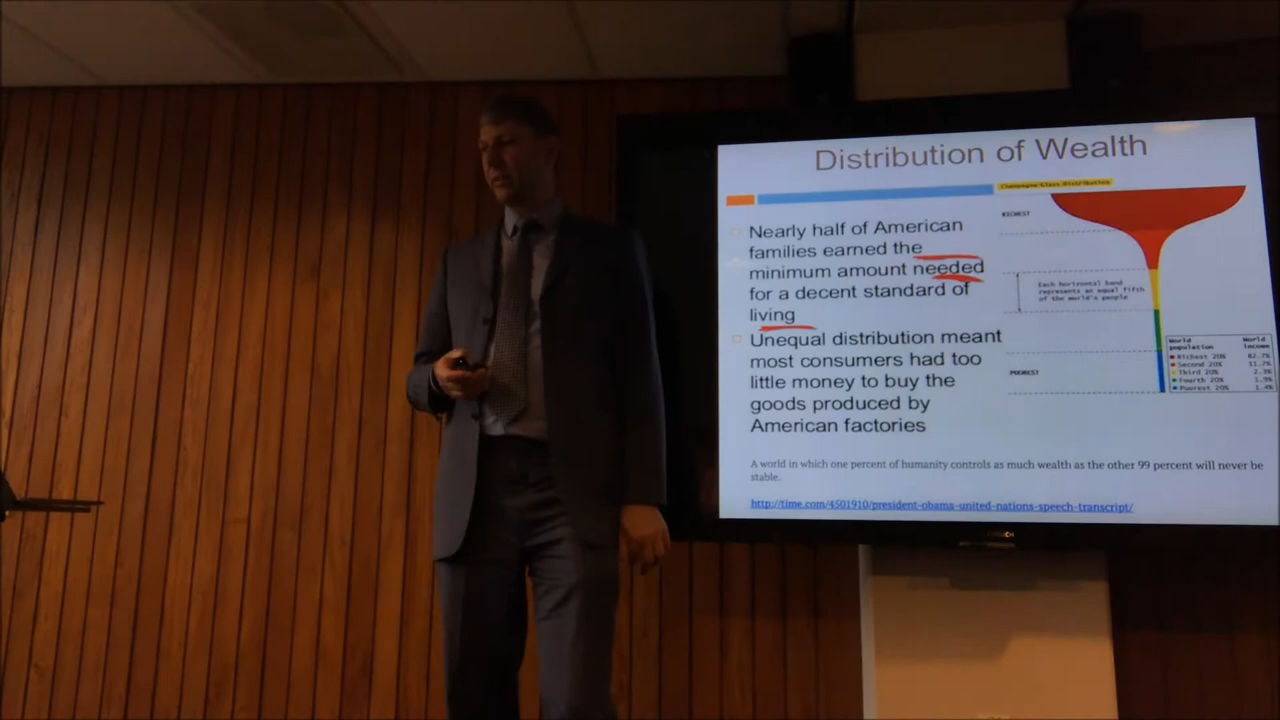 Distribution of Wealth
Champagne Glass Distribution
Nearly half of American
families earned the
minimum amount needed
for a decent standard of
living
Unequal distribution meant
most consumers had too
little money to buy the
goods produced by
American factories
RICHEST
Each horizontal band
represents an equal fifth
of the world's people
POOREST
World population World income
Richest 20% 82.7%
Second 20% 11.7%
Third 20% 2.3%
Fourth 20% 1.9%
Poorest 20% 1.4%
A world in which one percent of humanity controls as much wealth as the other 99 percent will never be
stable.
http://time.com/4501910/president-obama-united-nations-speech-transcript/